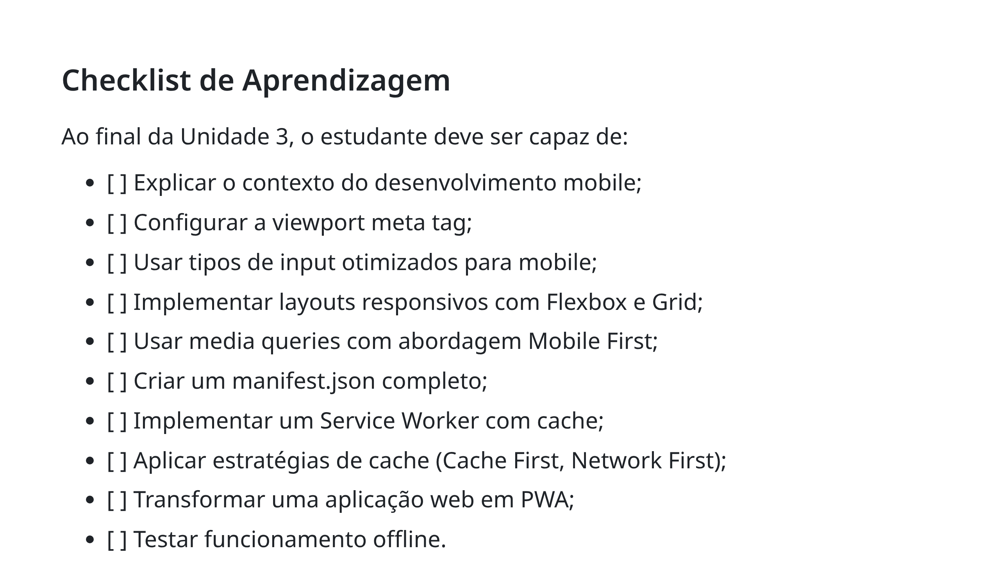 Checklist de Aprendizagem
Ao final da Unidade 3, o estudante deve ser capaz de:
• [ ] Explicar o contexto do desenvolvimento mobile;
• [ ] Configurar a viewport meta tag;
• [ ] Usar tipos de input otimizados para mobile;
• [ ] Implementar layouts responsivos com Flexbox e Grid;
• [ ] Usar media queries com abordagem Mobile First;
• [ ] Criar um manifest.json completo;
• [ ] Implementar um Service Worker com cache;
• [ ] Aplicar estratégias de cache (Cache First, Network First);
• [ ] Transformar uma aplicação web em PWA;
• [ ] Testar funcionamento offline.